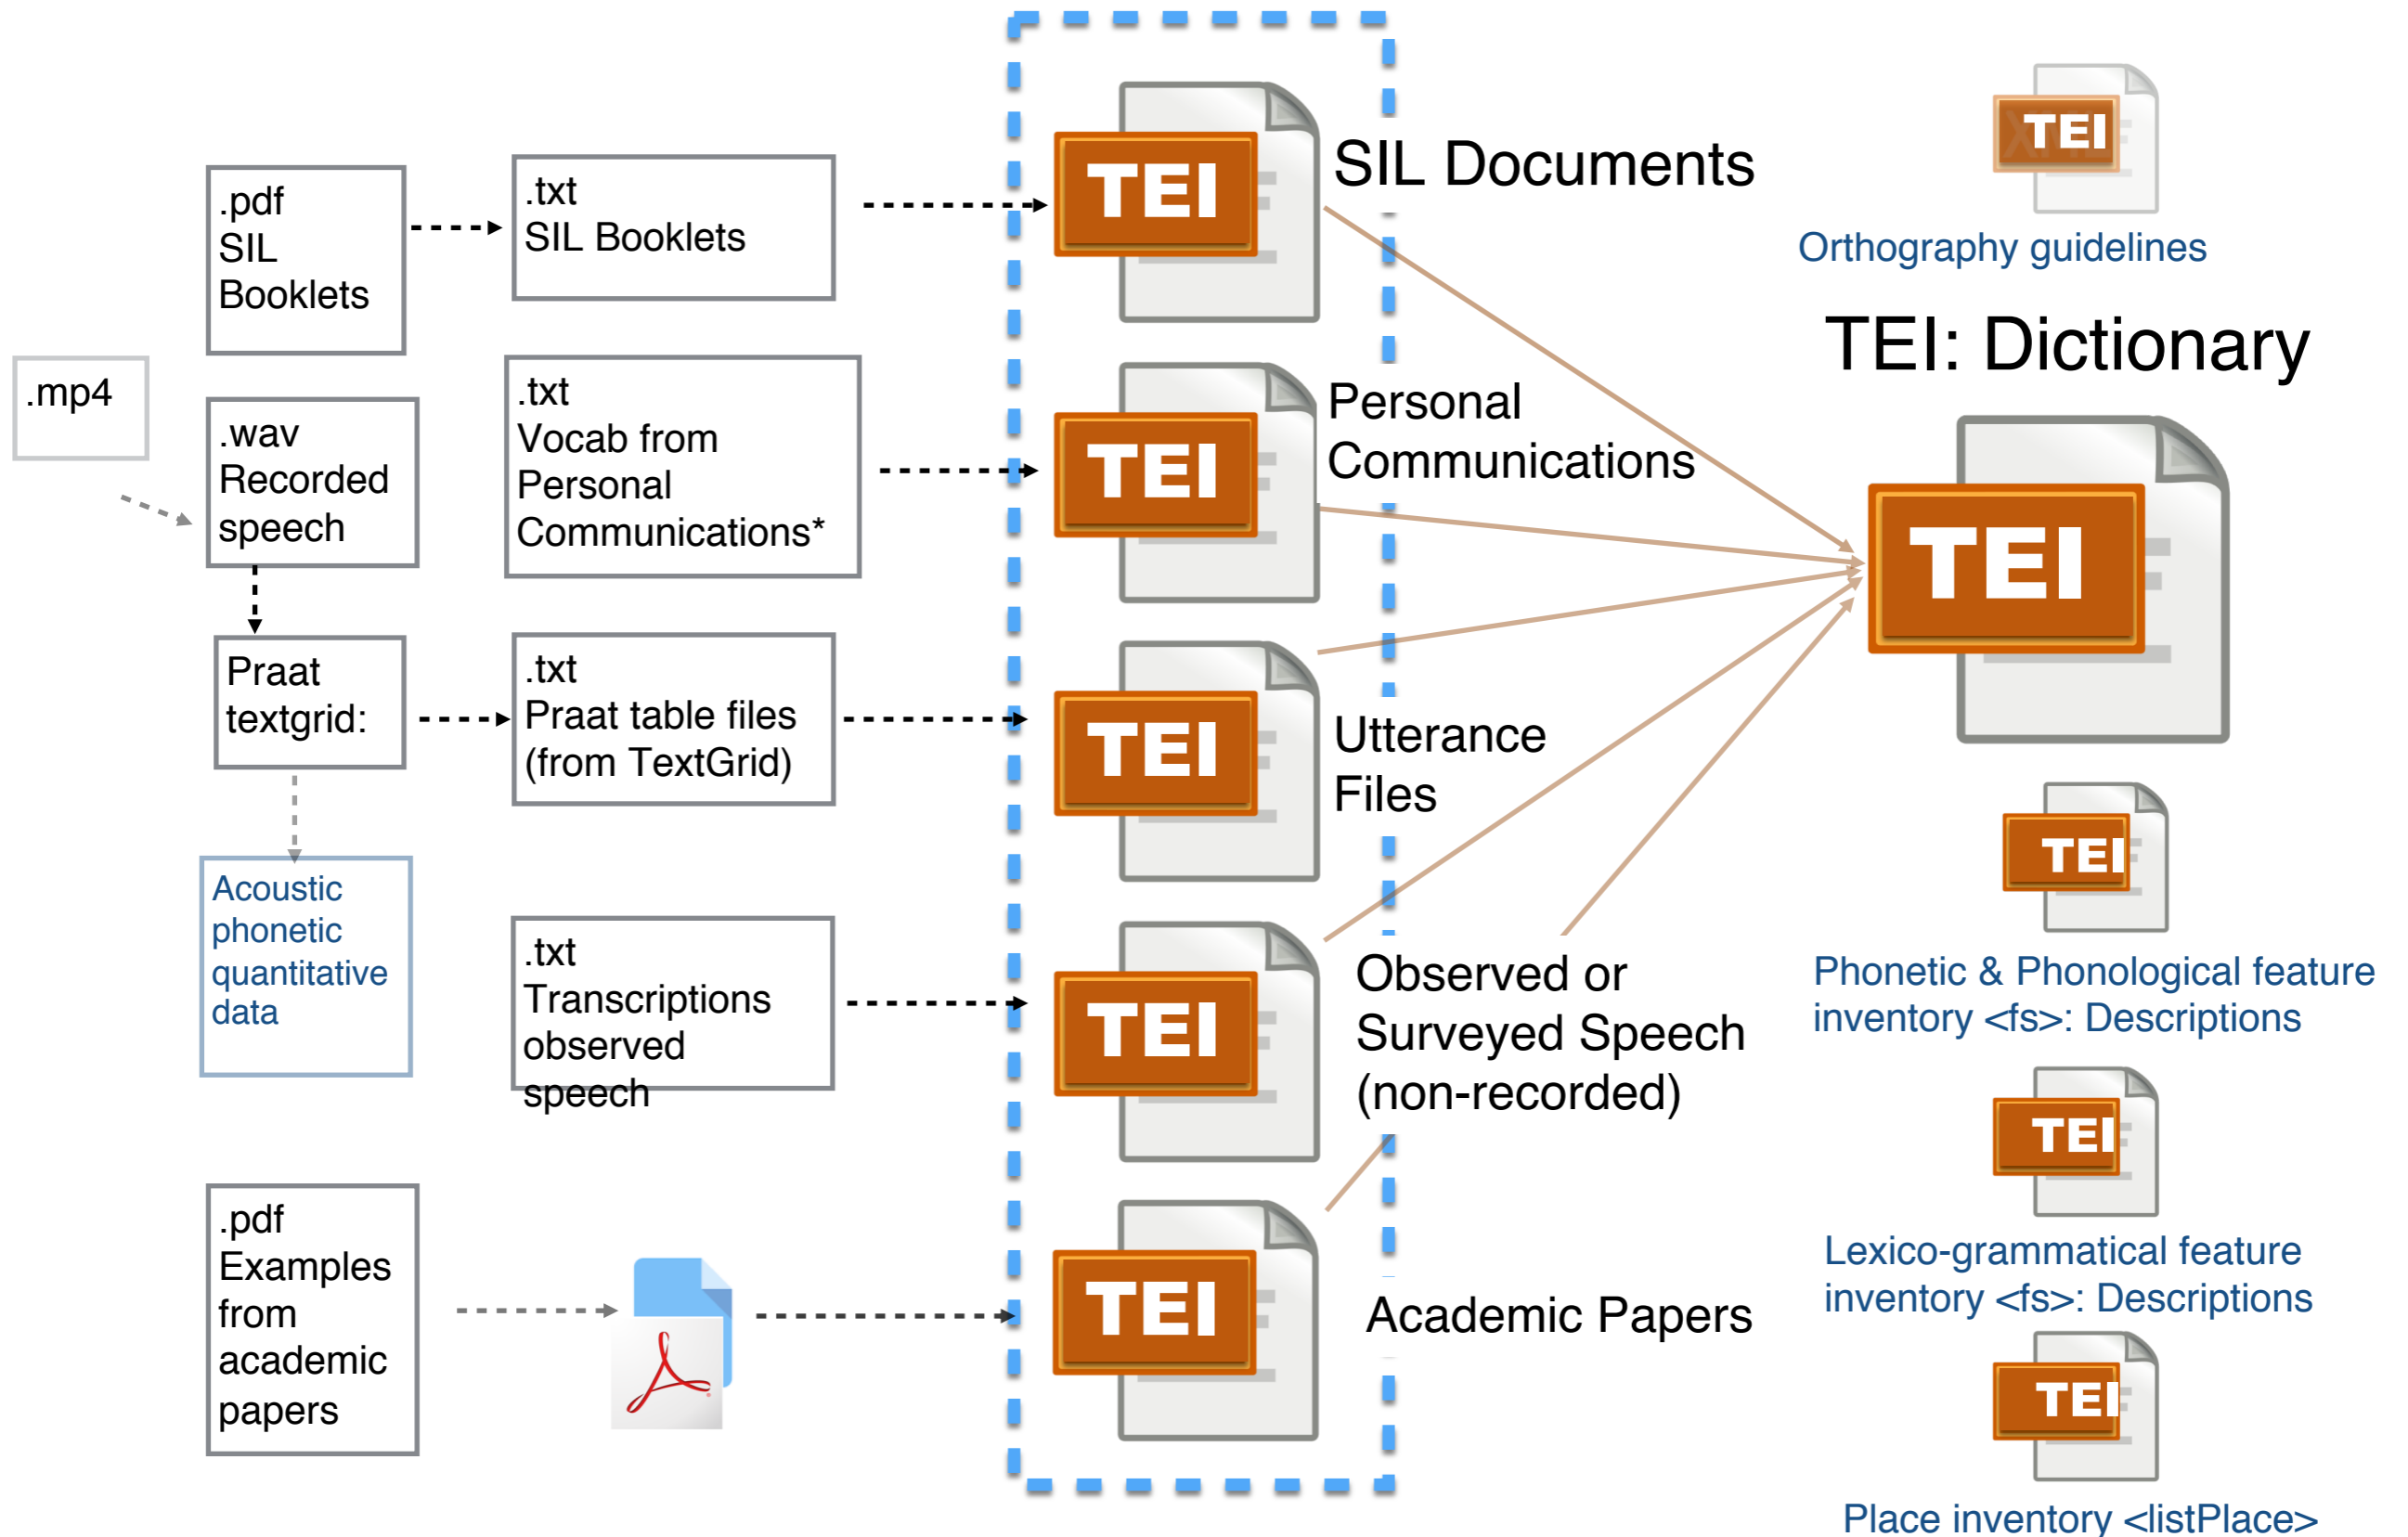 .mp4
.pdf
SIL
Booklets
.txt
SIL Booklets
TEI
SIL Documents
.wav
Recorded
speech
.txt
Vocab from
Personal
Communications*
TEI
Personal
Communications
Praat
textgrid:
.txt
Praat table files
(from TextGrid)
TEI
Utterance
Files
Acoustic
phonetic
quantitative
data
.txt
Transcriptions
observed
speech
TEI
Observed or
Surveyed Speech
(non-recorded)
.pdf
Examples
from
academic
papers
TEI
Academic Papers
TEI
Orthography guidelines
TEI: Dictionary
TEI
TEI
Phonetic & Phonological feature
inventory <fs>: Descriptions
TEI
Lexico-grammatical feature
inventory <fs>: Descriptions
TEI
Place inventory <listPlace>